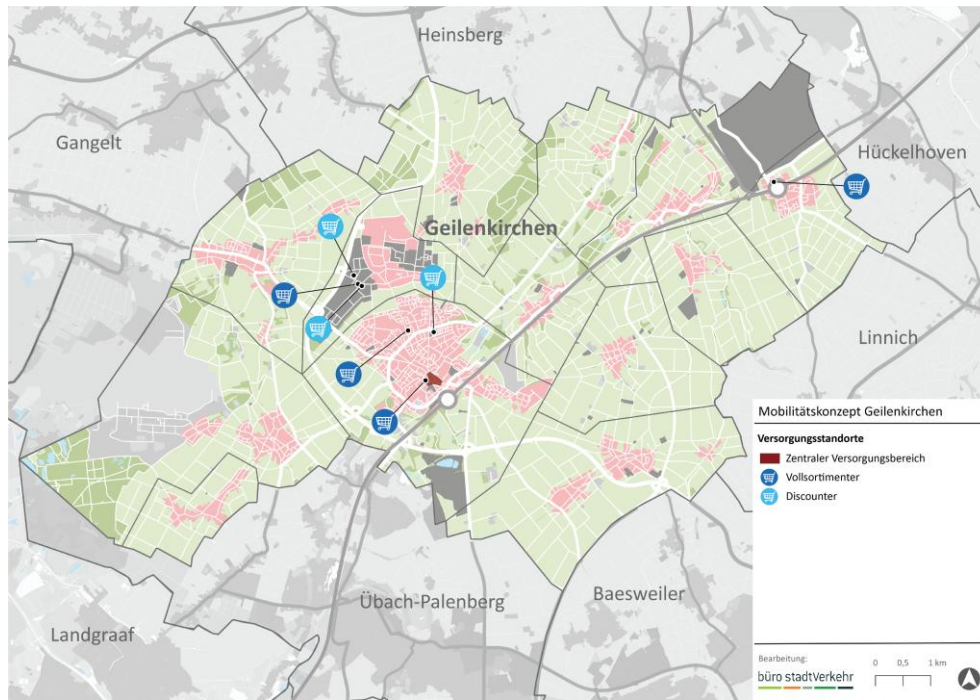 Heinsberg
Gangelt
Hückelhoven
Geilenkirchen
Linnich
Mobilitätskonzept Geilenkirchen
Versorgungsstandorte
Zentraler Versorgungsbereich
Vollsortimenter
Discounter
Übach-Palenberg
Baesweiler
Landgraaf
Bearbeitung:
büro stadtVerkehr
0 0,5 1 km